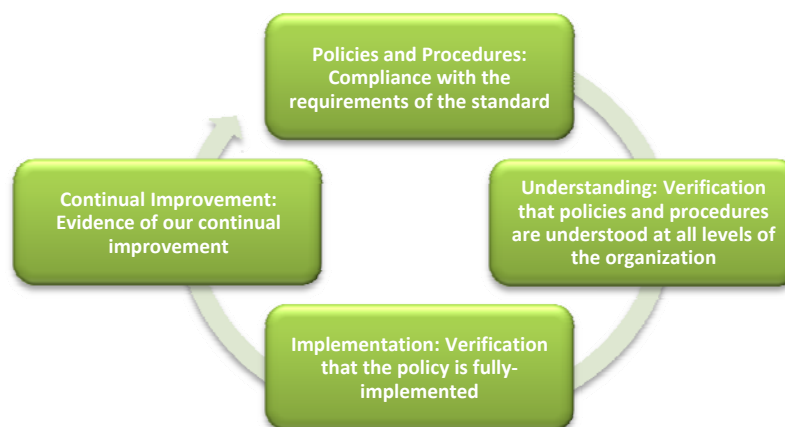 Policies and Procedures:
Compliance with the
requirements of the standard
Understanding: Verification
that policies and procedures
are understood at all levels of
the organization
Implementation: Verification
that the policy is fully-
implemented
Continual Improvement:
Evidence of our continual
improvement